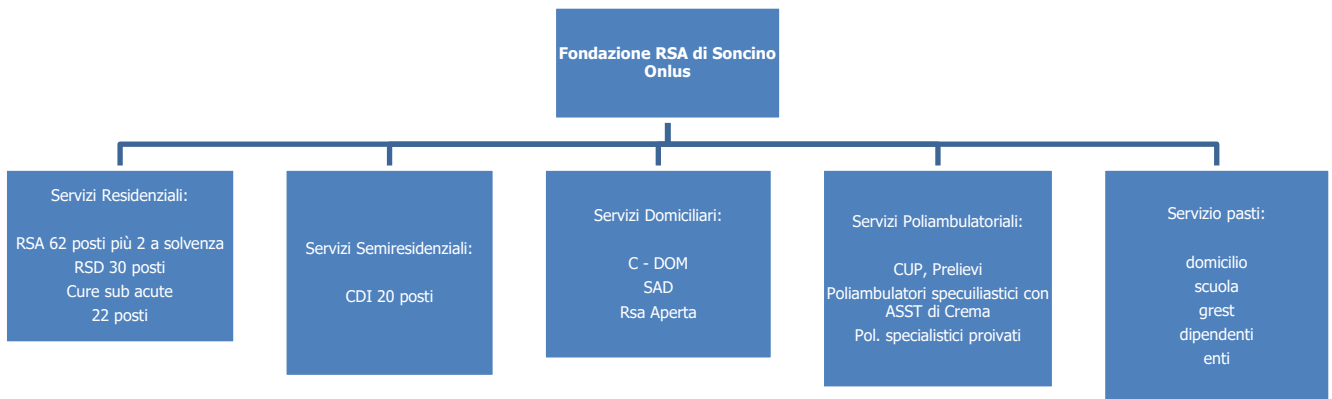 Fondazione RSA di Soncino
Onlus
Servizi Residenziali:
RSA 62 posti più 2 a solvenza
RSD 30 posti
Cure sub acute
22 posti
Servizi Semiresidenziali:
CDI 20 posti
Servizi Domiciliari:
C - DOM
SAD
Rsa Aperta
Servizi Poliambulatoriali:
CUP, Prelievi
Poliambulatori specuiliastici con
ASST di Crema
Pol. specialistici proivati
Servizio pasti:
domicilio
scuola
grest
dipendenti
enti